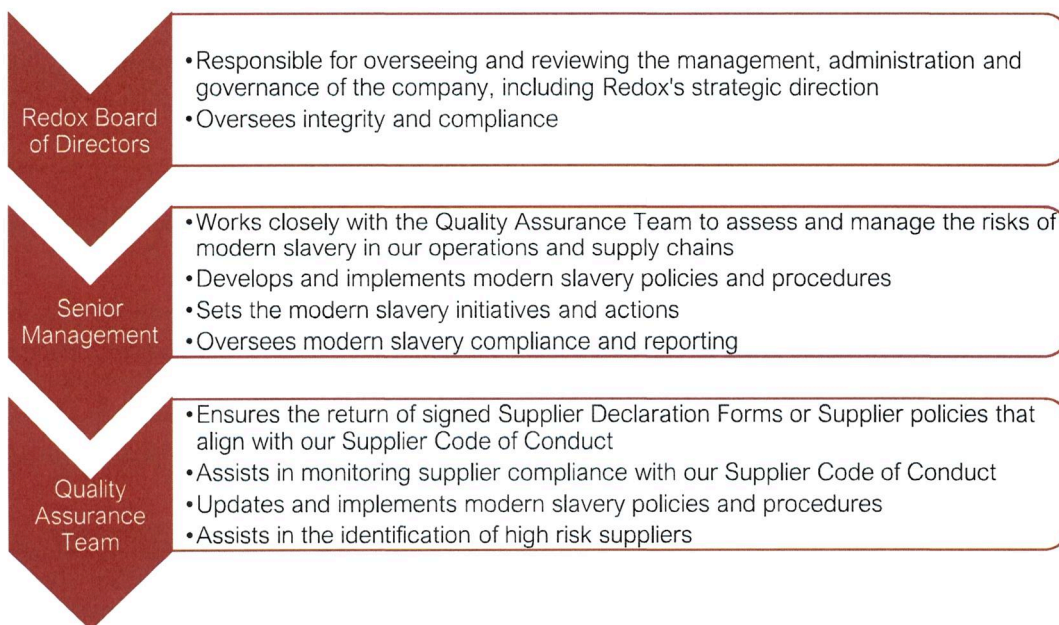 Redox Board
of Directors
•Responsible for overseeing and reviewing the management, administration and
governance of the company, including Redox's strategic direction
•Oversees integrity and compliance
Senior
Management
•Works closely with the Quality Assurance Team to assess and manage the risks of
modern slavery in our operations and supply chains
•Develops and implements modern slavery policies and procedures
•Sets the modern slavery initiatives and actions
•Oversees modern slavery compliance and reporting
Quality
Assurance
Team
•Ensures the return of signed Supplier Declaration Forms or Supplier policies that
align with our Supplier Code of Conduct
•Assists in monitoring supplier compliance with our Supplier Code of Conduct
•Updates and implements modern slavery policies and procedures
•Assists in the identification of high risk suppliers